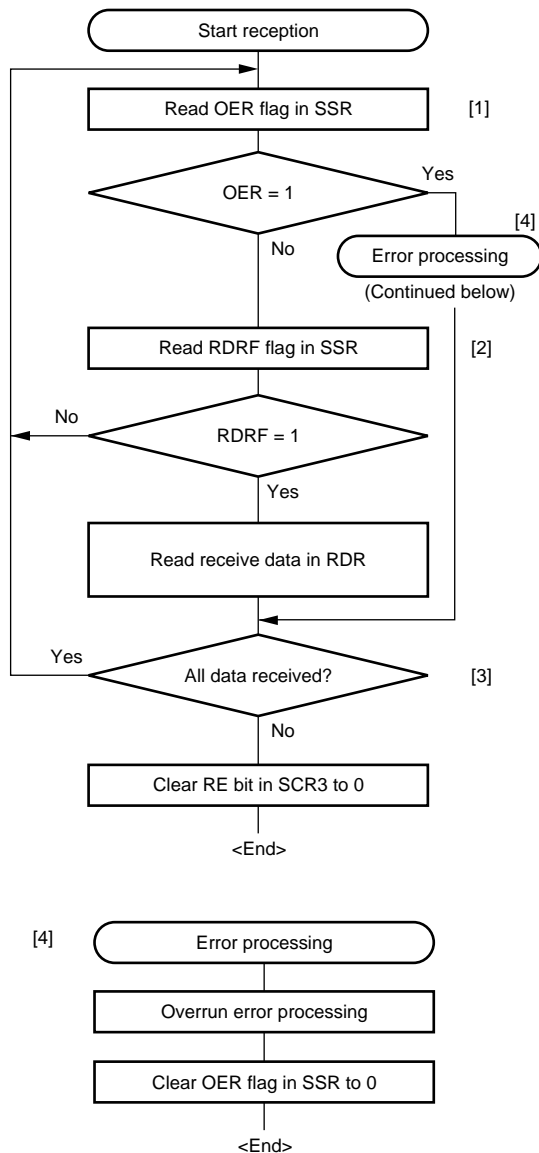 Start reception
Read OER flag in SSR
[1]
OER = 1
Yes
[4]
No
Error processing
(Continued below)
Read RDRF flag in SSR
[2]
No
RDRF = 1
Yes
Read receive data in RDR
Yes
All data received?
[3]
No
Clear RE bit in SCR3 to 0
<End>
[4]
Error processing
Overrun error processing
Clear OER flag in SSR to 0
<End>